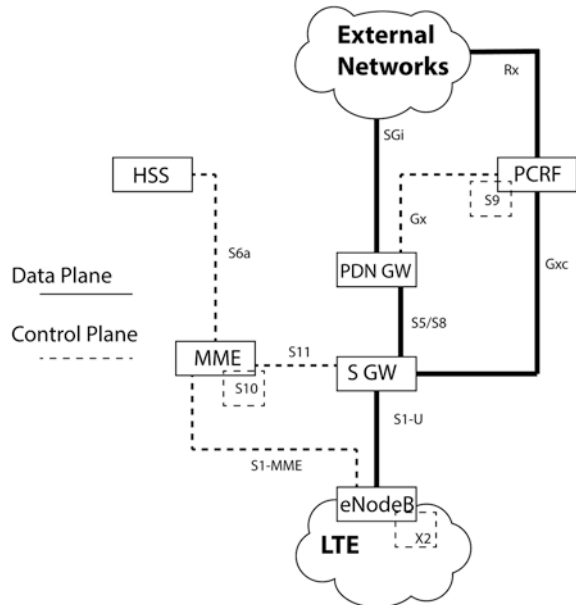 External
Networks
Rx
SGi
HSS
PCRF
S9
Gx
S6a
Gxc
PDN GW
Data Plane
S5/S8
Control Plane
S11
MME
S GW
S10
S1-U
S1-MME
eNodeB
X2
LTE